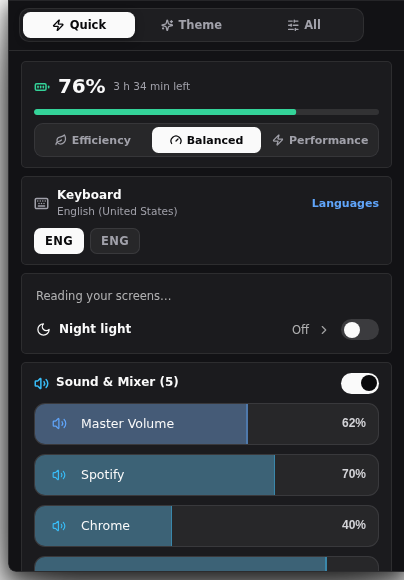 Quick
Theme
All
76% 3 h 34 min left
Efficiency
Balanced
Performance
Keyboard
English (United States)
Languages
ENG
ENG
Reading your screens...
Night light
Off
Sound & Mixer (5)
Master Volume
62%
Spotify
70%
Chrome
40%